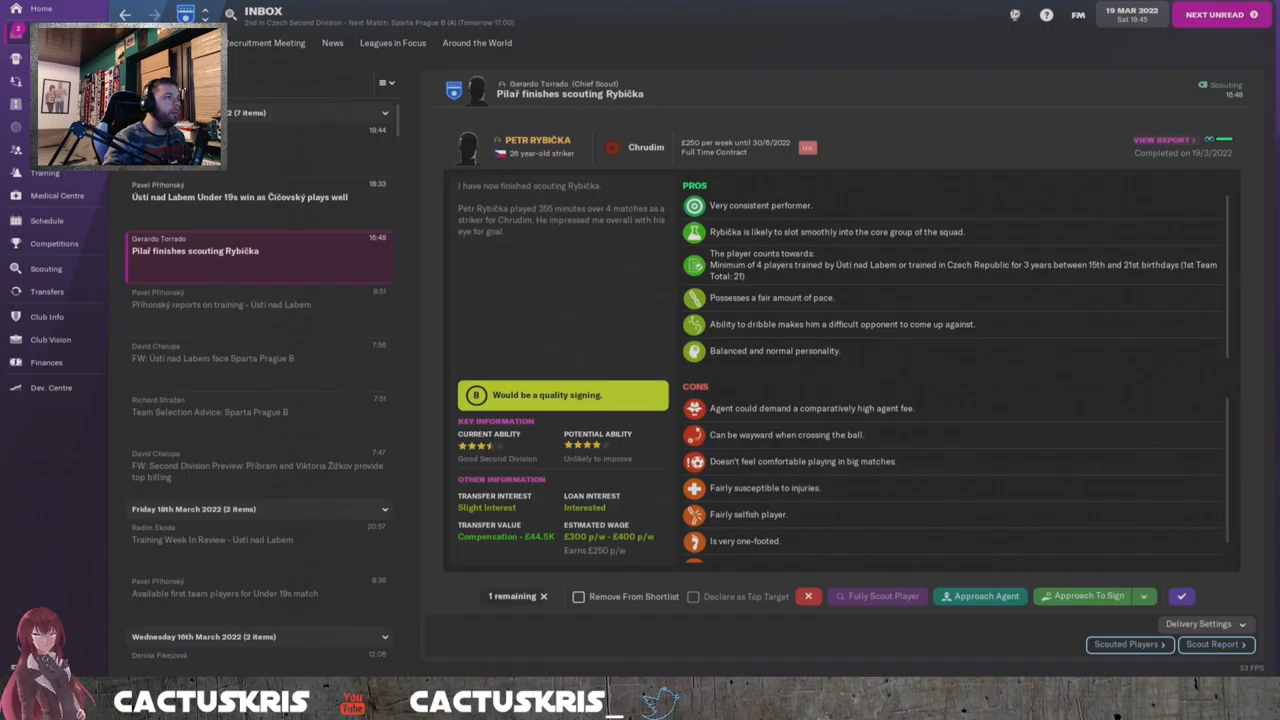 Home
INBOX
2nd in Czech Second Division - Next Match: Sparta Prague B (A) (Tomorrow 17:00)
FM
19 MAR 2022
Sat 19:45
NEXT UNREAD
2
Recruitment Meeting
News
Leagues in Focus
Around the World
2 (7 items)
18:44
Pavel Příhonský
18:33
Ústí nad Labem Under 19s win as Čičovský plays well
Gerardo Torrado
16:48
Pilař finishes scouting Rybička
Pavel Příhonský
8:51
Příhonský reports on training - Ústí nad Labem
David Chalupa
7:56
FW: Ústí nad Labem face Sparta Prague B
Richard Stražan
7:51
Team Selection Advice: Sparta Prague B
David Chalupa
7:47
FW: Second Division Preview: Příbram and Viktoria Žižkov provide
top billing
Friday 18th March 2022 (2 items)
Radim Škoda
20:57
Training Week In Review - Ústí nad Labem
Pavel Příhonský
8:36
Available first team players for Under 19s match
Wednesday 16th March 2022 (2 items)
Denisa Fikejzová
12:06
Training
Medical Centre
Schedule
Competitions
Scouting
Transfers
Club Info
Club Vision
Finances
Dev. Centre
Gerardo Torrado (Chief Scout)
Pilař finishes scouting Rybička
Scouting
16:48
PETR RYBIČKA
26 year-old striker
Chrudim
£250 per week until 30/6/2022
Full Time Contract
Unt
VIEW REPORT >
Completed on 19/3/2022
I have now finished scouting Rybička.
Petr Rybička played 355 minutes over 4 matches as a
striker for Chrudim. He impressed me overall with his
eye for goal.
B Would be a quality signing.
KEY INFORMATION
CURRENT ABILITY
POTENTIAL ABILITY
Good Second Division
Unlikely to improve
OTHER INFORMATION
TRANSFER INTEREST
LOAN INTEREST
Slight Interest
Interested
TRANSFER VALUE
ESTIMATED WAGE
Compensation - £44.5K
£300 p/w - £400 p/w
Earns £250 p/w
PROS
Very consistent performer.
Rybička is likely to slot smoothly into the core group of the squad.
The player counts towards:
Minimum of 4 players trained by Ústí nad Labem or trained in Czech Republic for 3 years between 15th and 21st birthdays (1st Team
Total: 21)
Possesses a fair amount of pace.
Ability to dribble makes him a difficult opponent to come up against.
Balanced and normal personality.
CONS
Agent could demand a comparatively high agent fee.
Can be wayward when crossing the ball.
Doesn't feel comfortable playing in big matches.
Fairly susceptible to injuries.
Fairly selfish player.
Is very one-footed.
1 remaining
Remove From Shortlist
Declare as Top Target
Fully Scout Player
Approach Agent
Approach To Sign
Delivery Settings
Scouted Players >
Scout Report >
53 FPS
CACTUSKRIS
You Tube
CACTUSKRIS_